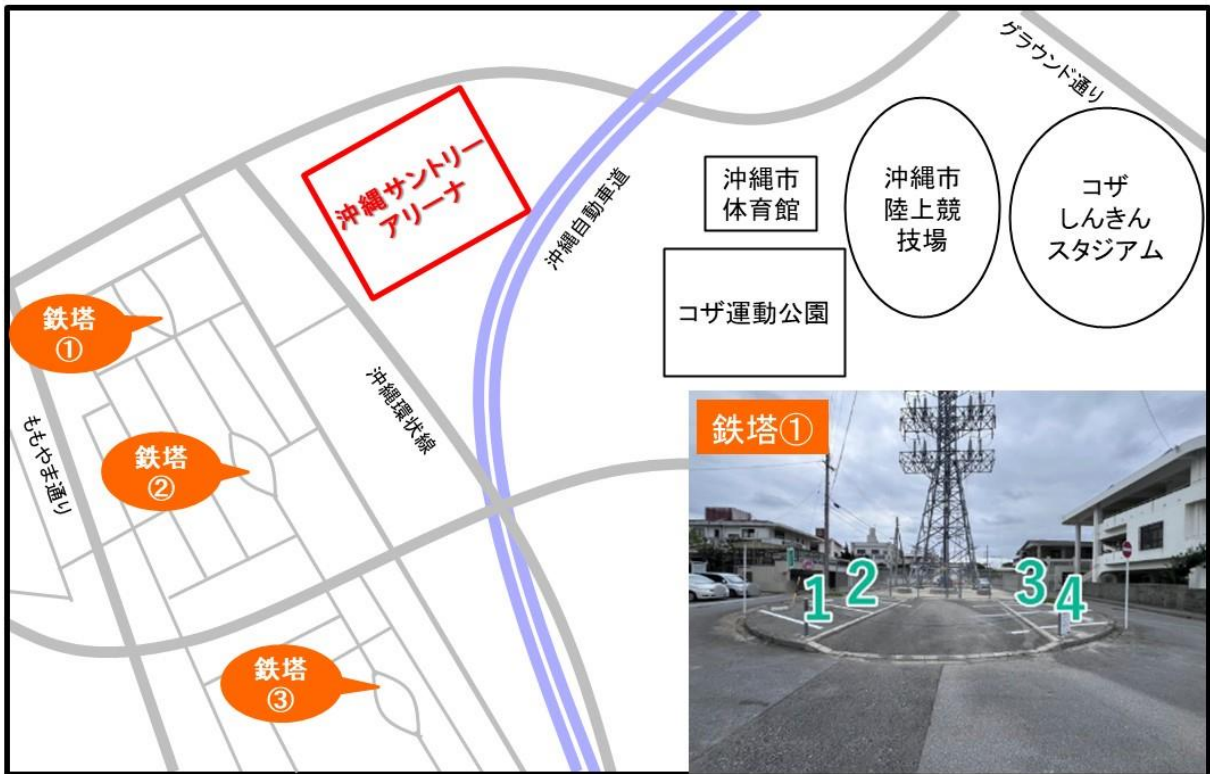 グラウンド通り
沖縄サントリー
アリーナ
沖縄自動車道
沖縄市
体育館
沖縄市
陸上競
技場
コザ
しんきん
スタジアム
コザ運動公園
鉄塔
①
沖縄環状線
ももやま通り
鉄塔
②
鉄塔
③
鉄塔①
1
2
3
4